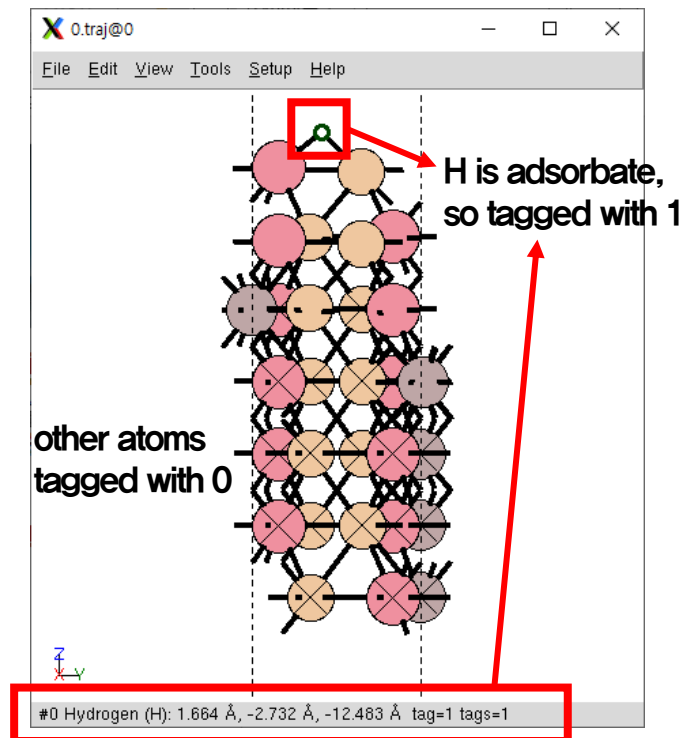 0.traj@0
File Edit View Tools Setup Help
H is adsorbate,
so tagged with 1
other atoms
tagged with 0
Z
X Y
#0 Hydrogen (H): 1.664 Å, -2.732 Å, -12.483 Å tag=1 tags=1